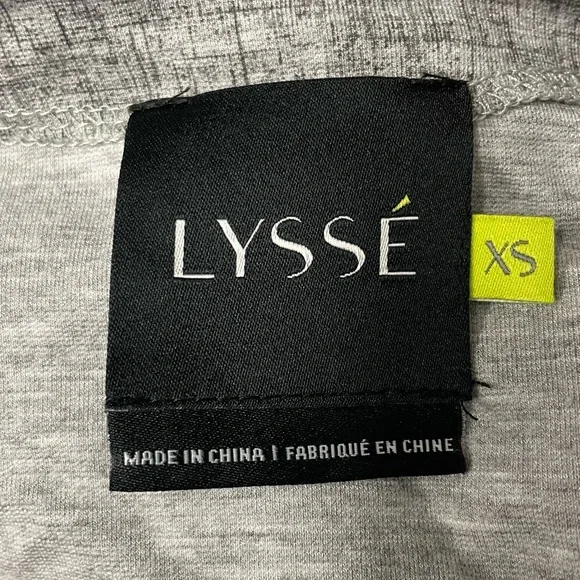 LYSSÉ
XS
MADE IN CHINA | FABRIQUÉ EN CHINE